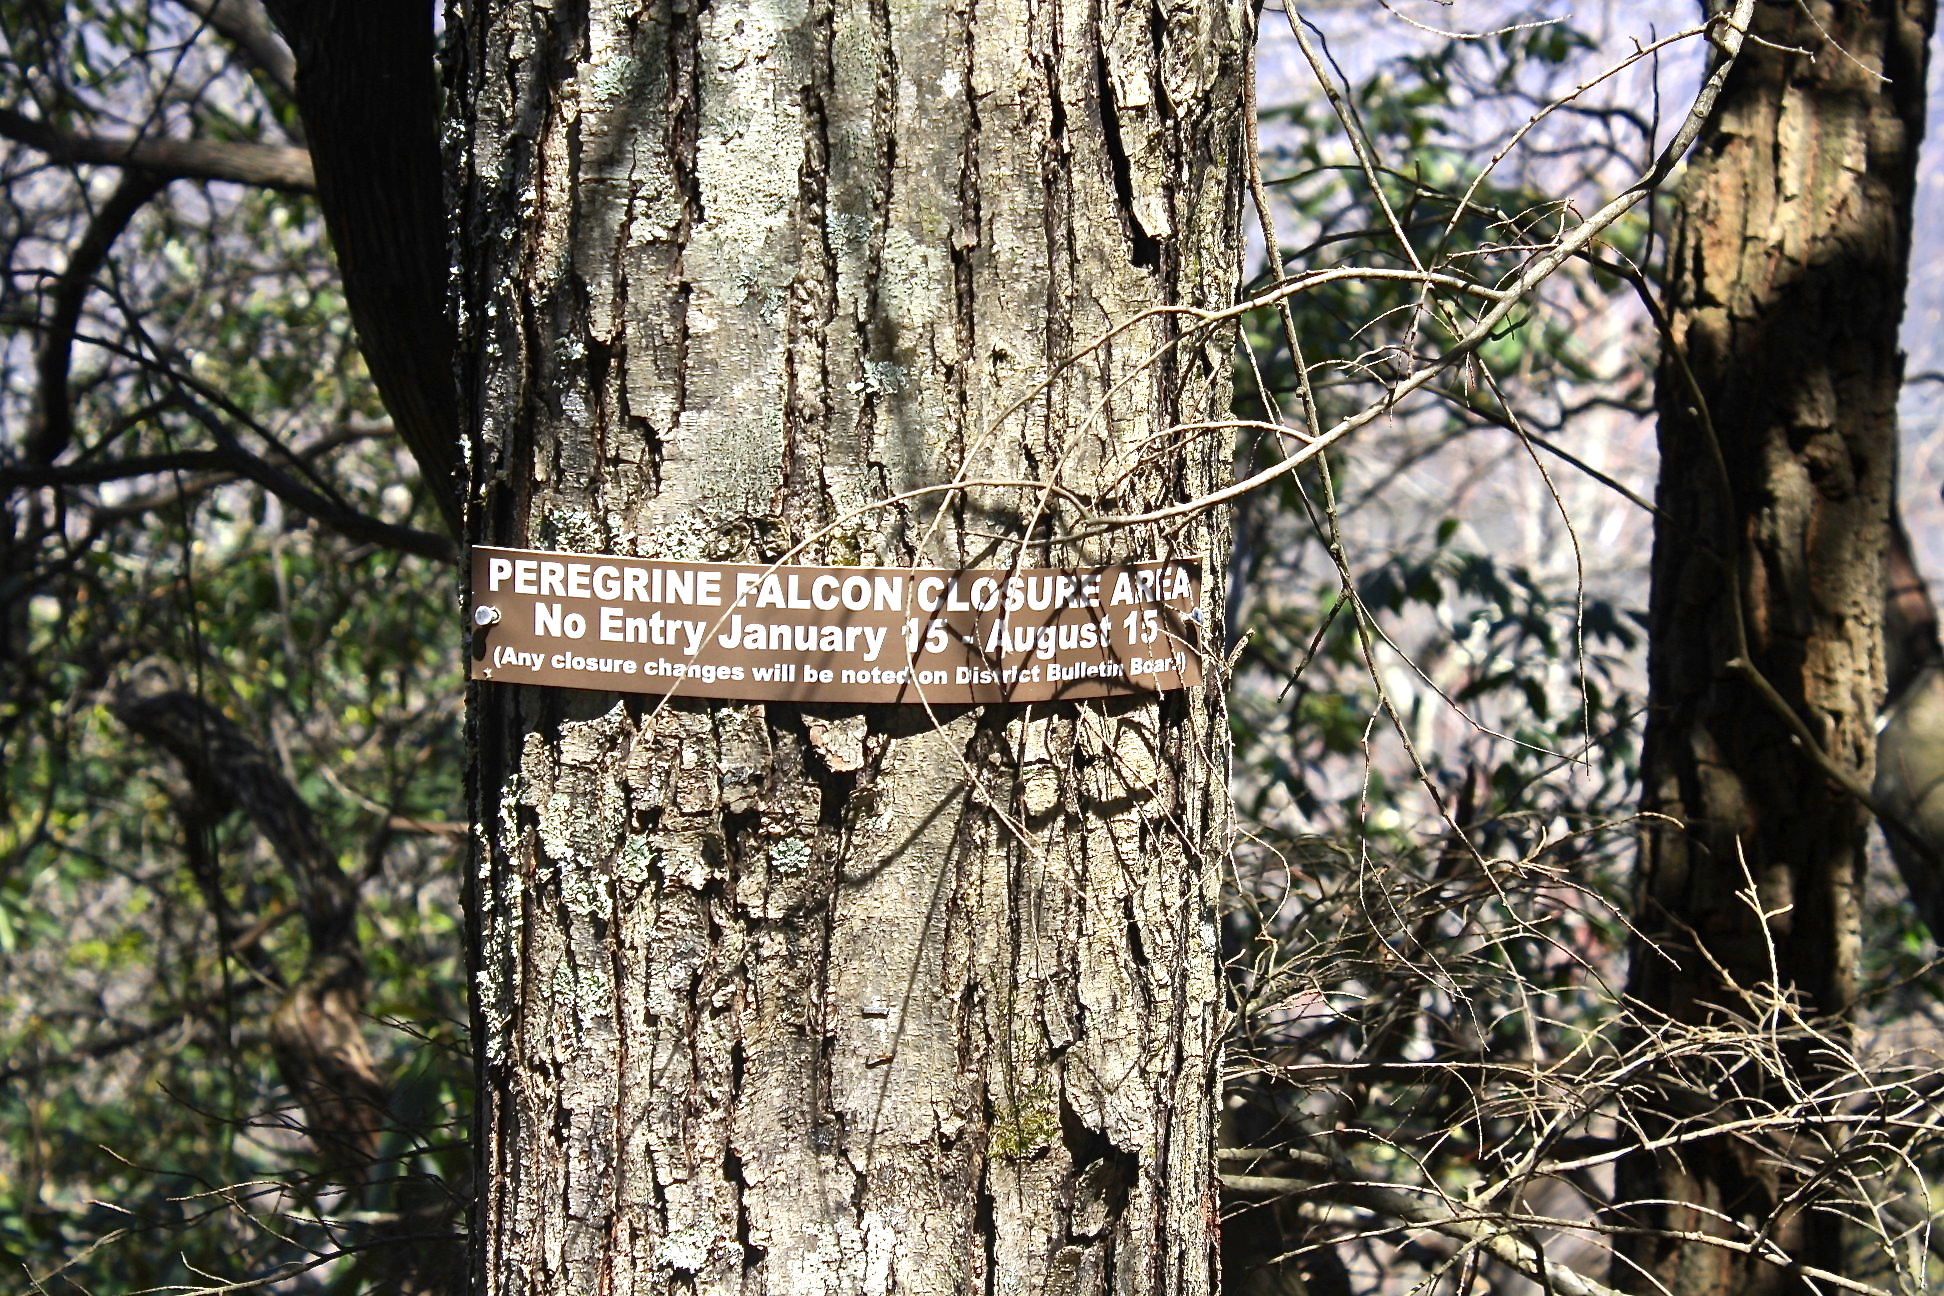 PEREGRINE FALCON CLOSURE AREA
No Entry January 15 - August 15
(Any closure changes will be noted on District Bulletin Board)